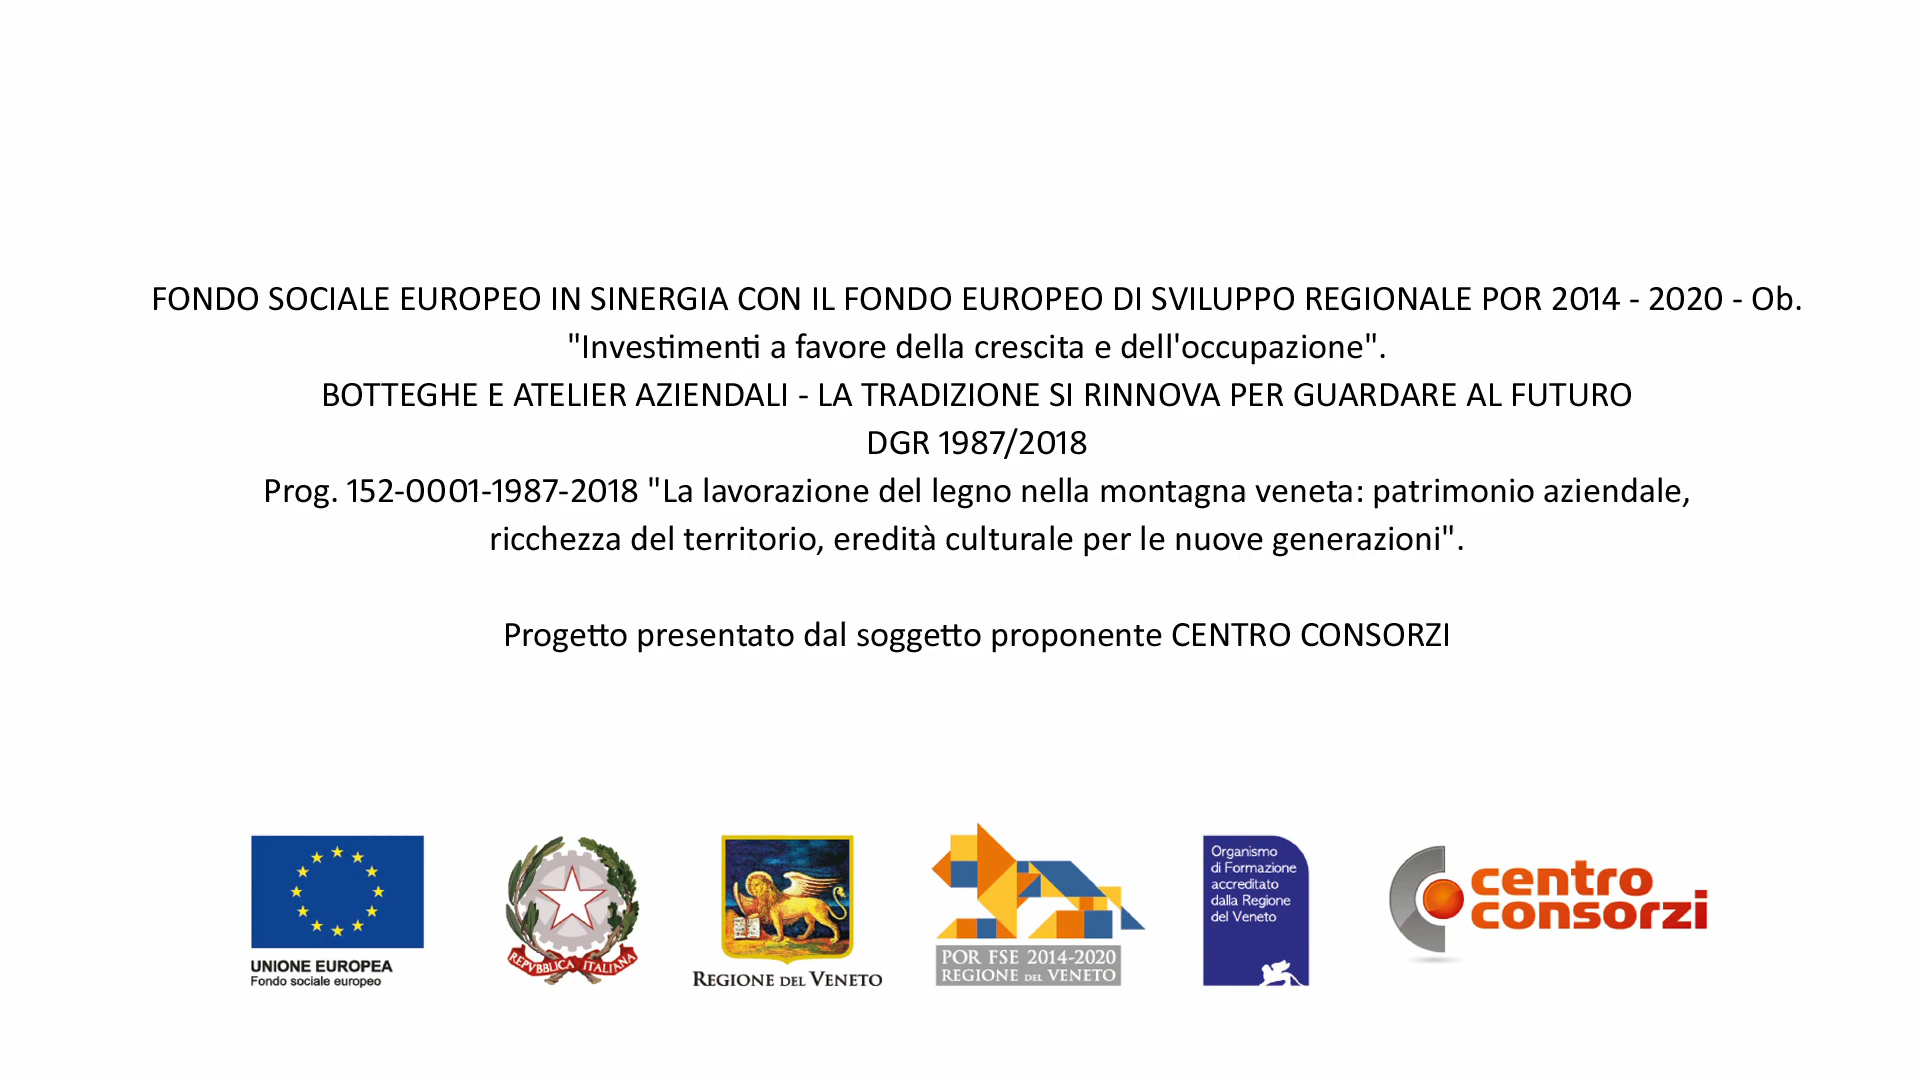 FONDO SOCIALE EUROPEO IN SINERGIA CON IL FONDO EUROPEO DI SVILUPPO REGIONALE POR 2014 - 2020 - Ob.
"Investimenti a favore della crescita e dell'occupazione".
BOTTEGHE E ATELIER AZIENDALI - LA TRADIZIONE SI RINNOVA PER GUARDARE AL FUTURO
DGR 1987/2018
Prog. 152-0001-1987-2018 "La lavorazione del legno nella montagna veneta: patrimonio aziendale,
ricchezza del territorio, eredità culturale per le nuove generazioni".
Progetto presentato dal soggetto proponente CENTRO CONSORZI
UNIONE EUROPEA
Fondo sociale europeo
REPVBBLICA ITALIANA
REGIONE DEL VENETO
POR FSE 2014-2020
REGIONE DEL VENETO
Organismo
di Formazione
accreditato
dalla Regione
del Veneto
centro
consorzi